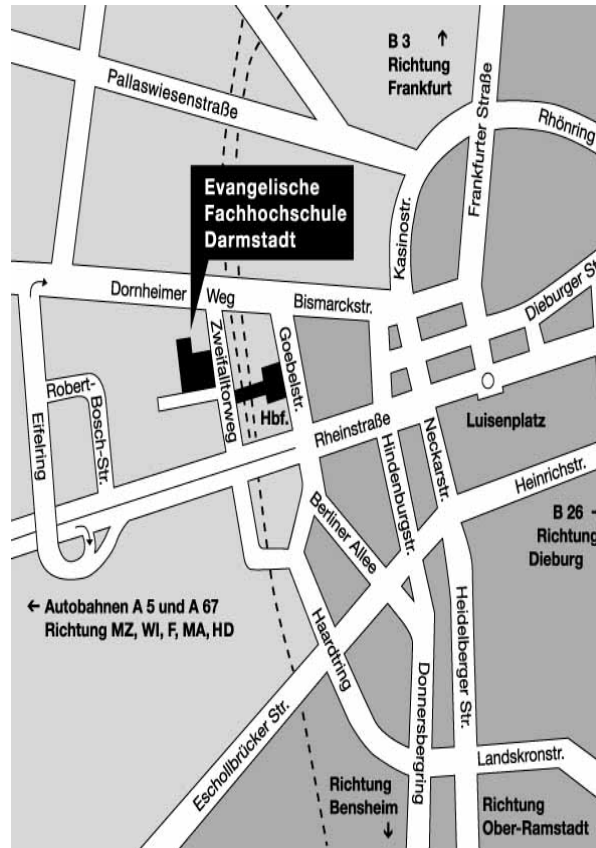 B 3 ↑
Richtung
Frankfurt
Pallaswiesenstraße
Frankfurter Straße
Rhönring
Evangelische
Fachhochschule
Darmstadt
Kasinostr.
Dornheimer Weg
Bismarckstr.
Dieburger St
Zweifalltorweg
Goebelstr.
Robert-
Bosch-Str.
Eifelring
Hbf.
Rheinstraße
Luisenplatz
Hindenburgstr.
Neckarstr.
Heinrichstr.
Berliner Allee
B 26 -
Richtung
Dieburg
← Autobahnen A 5 und A 67
Richtung MZ, WI, F, MA, HD
Haardtring
Heidelberger Str.
Eschollbrücker Str.
Donnersbergring
Landskronstr.
Richtung
Bensheim
↓
Richtung
Ober-Ramstadt